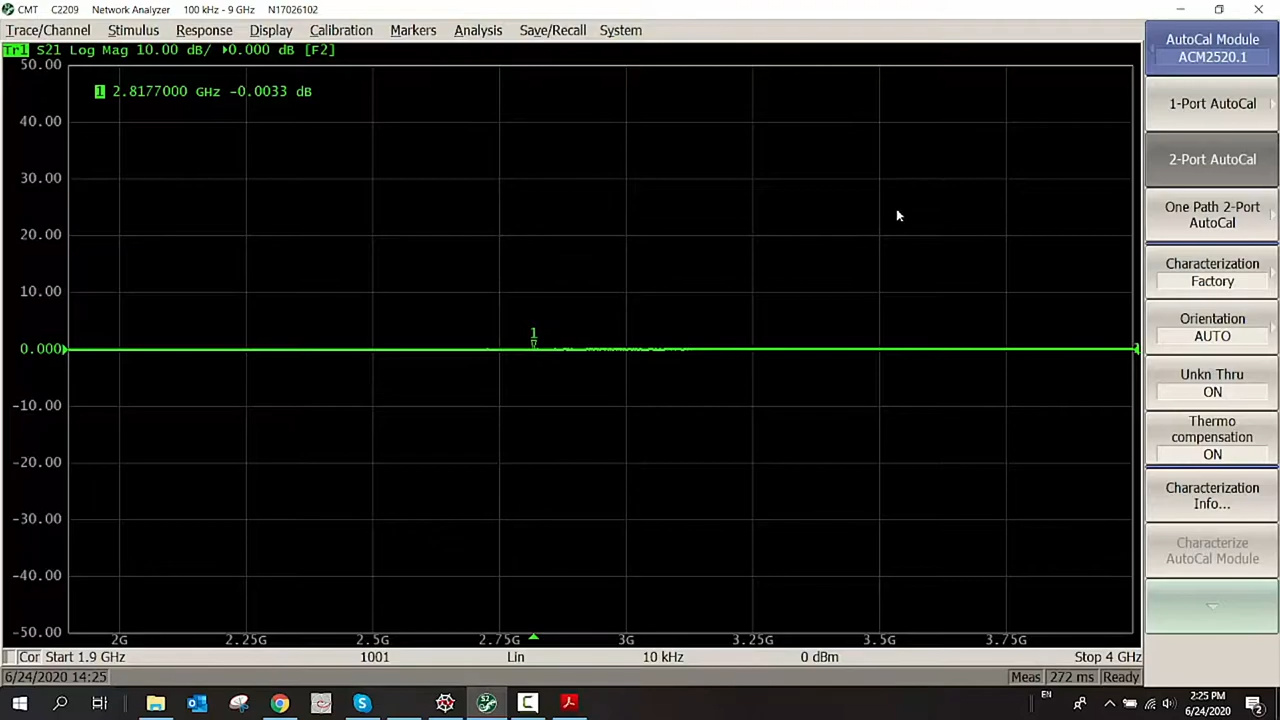 CMT C2209 Network Analyzer 100 kHz - 9 GHz N17026102
Trace/Channel Stimulus Response Display Calibration Markers Analysis Save/Recall System
Tr1 S21 Log Mag 10.00 dB/ 0.000 dB [F2]
50.00
1 2.8177000 GHz -0.0033 dB
40.00
30.00
20.00
10.00
1
0.000
-10.00
-20.00
-30.00
-40.00
-50.00
2G 2.25G 2.5G 2.75G 3G 3.25G 3.5G 3.75G
Cor Start 1.9 GHz 1001 Lin 10 kHz 0 dBm Stop 4 GHz
6/24/2020 14:25 Meas 272 ms Ready
AutoCal Module
ACM2520.1
1-Port AutoCal
2-Port AutoCal
One Path 2-Port
AutoCal
Characterization
Factory
Orientation
AUTO
Unkn Thru
ON
Thermo
compensation
ON
Characterization
Info...
Characterize
AutoCal Module
EN
2:25 PM
6/24/2020
2